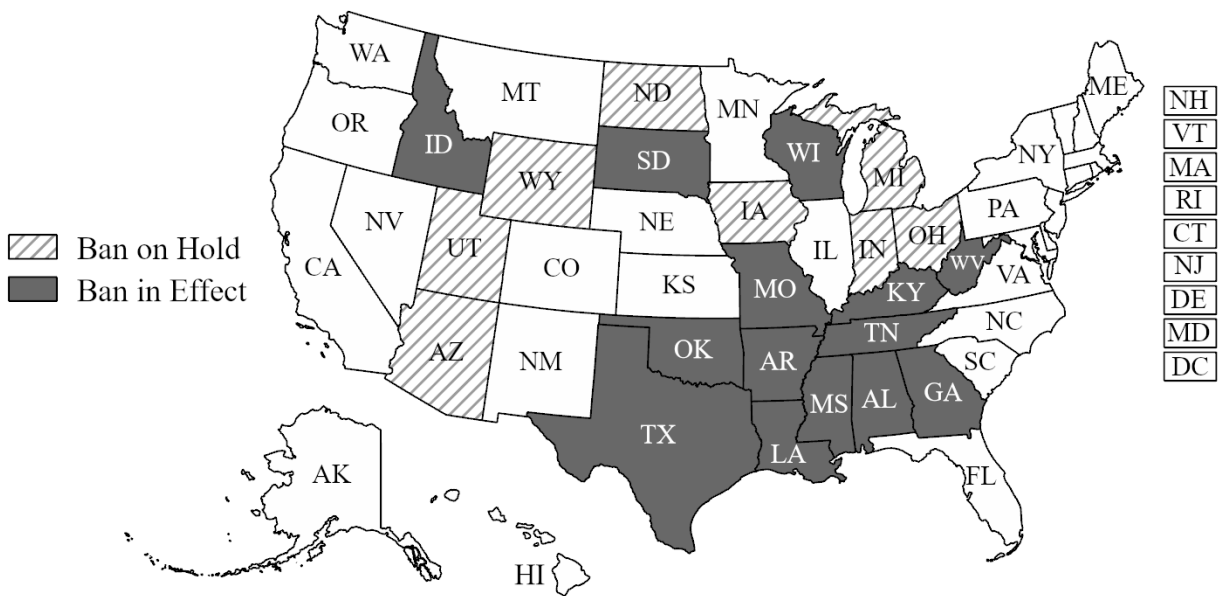 WA
MT
ND
MN
ME
OR
ID
SD
WI
MI
NY
NH
VT
MA
RI
CT
NJ
DE
MD
DC
WY
IA
PA
NV
NE
IL
IN
OH
UT
CO
WV
VA
CA
KS
MO
KY
Ban on Hold
Ban in Effect
AZ
NM
OK
AR
TN
NC
SC
MS
AL
GA
TX
LA
FL
AK
HI